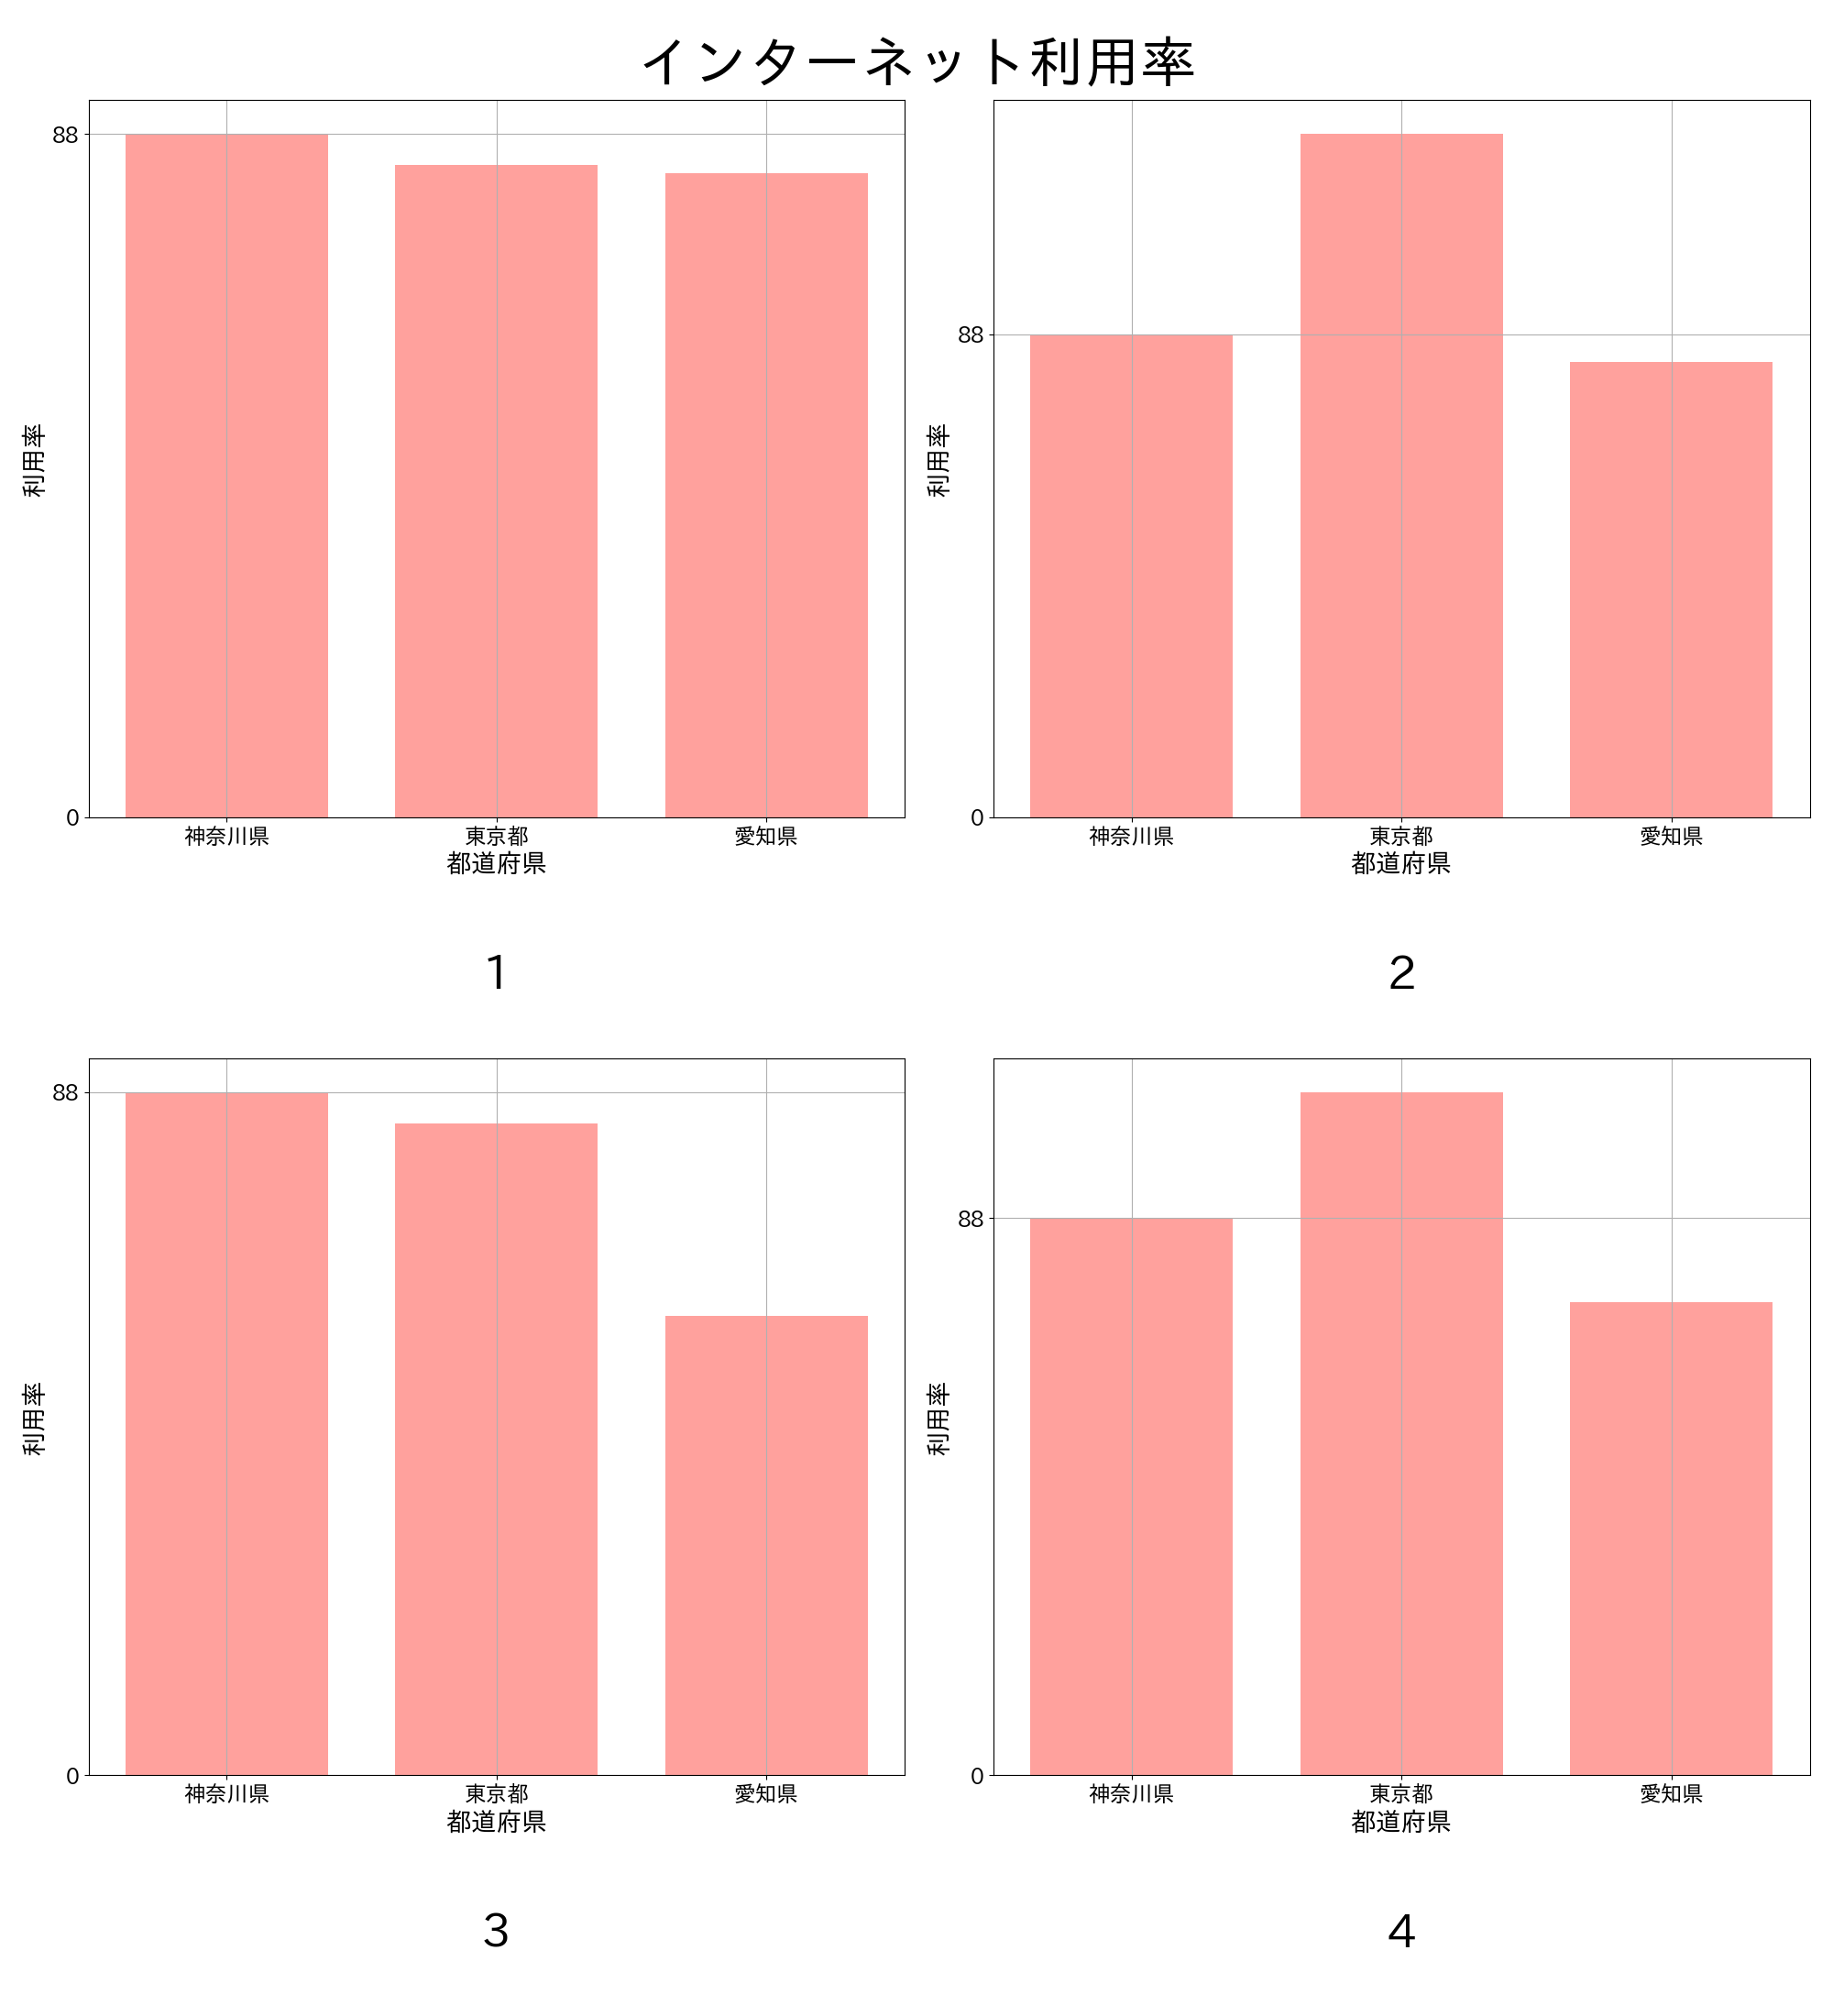 インターネット利用率
88
0
利用率
神奈川県 東京都 愛知県
都道府県
1
88
0
利用率
神奈川県 東京都 愛知県
都道府県
2
88
0
利用率
神奈川県 東京都 愛知県
都道府県
3
88
0
利用率
神奈川県 東京都 愛知県
都道府県
4